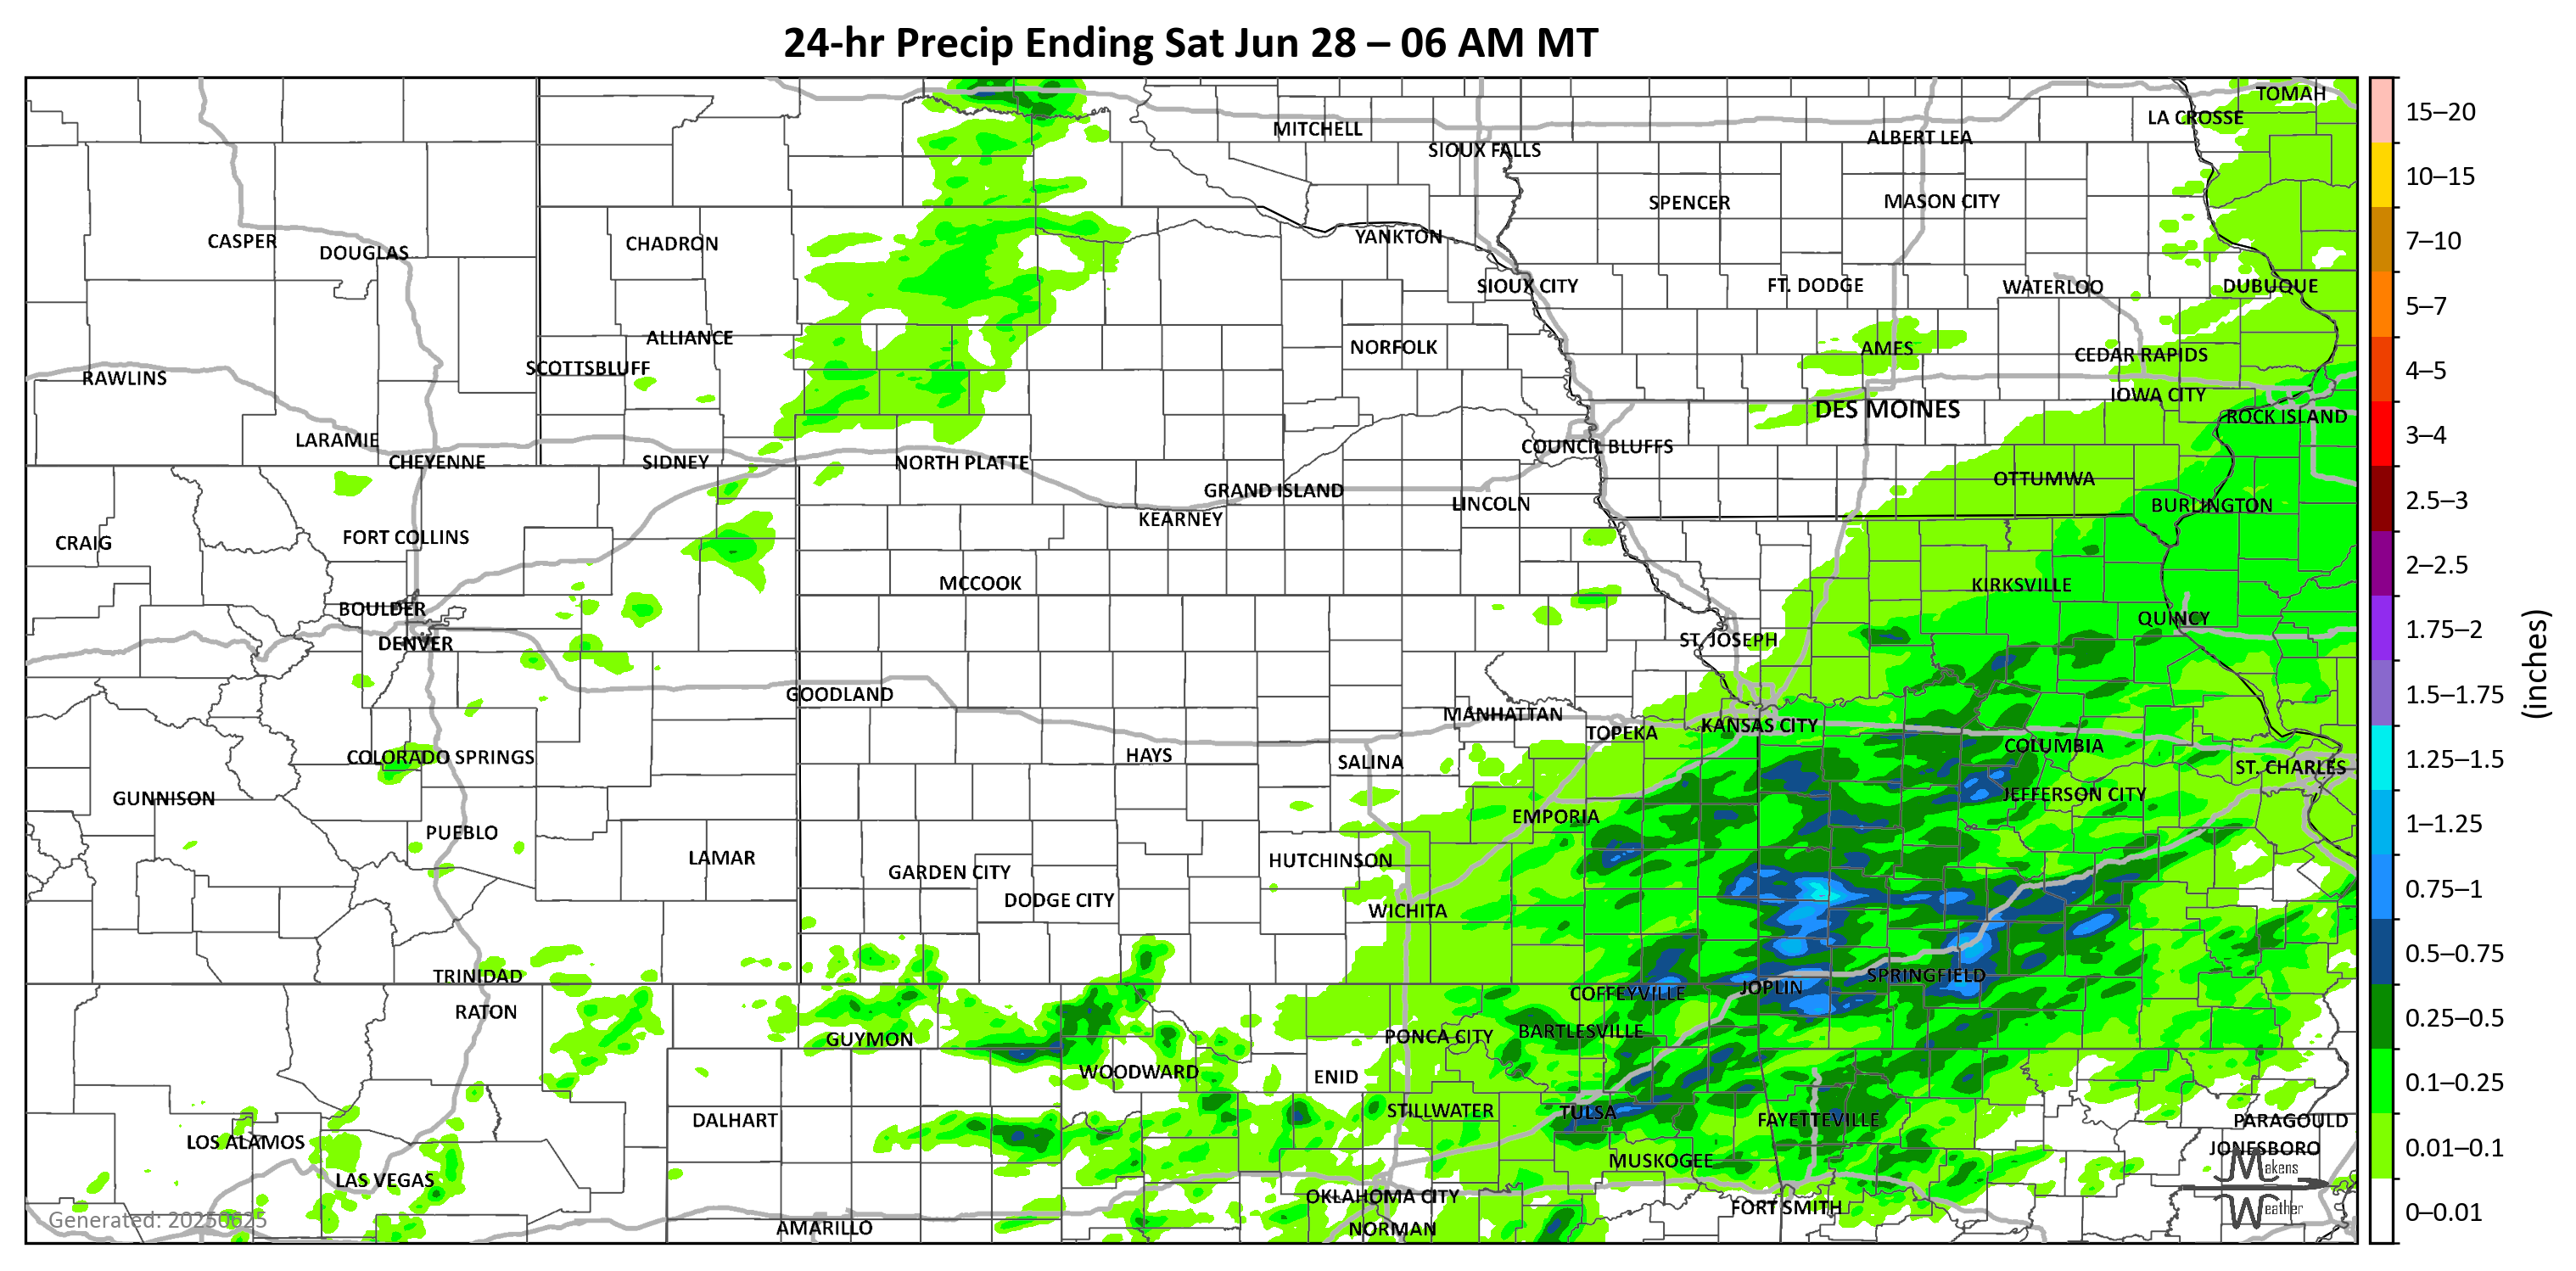 24-hr Precip Ending Sat Jun 28 – 06 AM MT
TOMAH
LA CROSSE
MITCHELL
ALBERT LEA
SIOUX FALLS
SPENCER
MASON CITY
CASPER
DOUGLAS
CHADRON
YANKTON
SIOUX CITY
FT. DODGE
WATERLOO
DUBUQUE
ALLIANCE
NORFOLK
AMES
CEDAR RAPIDS
SCOTTSBLUFF
RAWLINS
IOWA CITY
DES MOINES
ROCK ISLAND
LARAMIE
COUNCIL BLUFFS
CHEYENNE
SIDNEY
NORTH PLATTE
OTTUMWA
GRAND ISLAND
LINCOLN
BURLINGTON
KEARNEY
FORT COLLINS
CRAIG
MCCOOK
KIRKSVILLE
BOULDER
QUINCY
DENVER
ST. JOSEPH
GOODLAND
MANHATTAN
TOPEKA
KANSAS CITY
COLUMBIA
COLORADO SPRINGS
HAYS
SALINA
ST. CHARLES
GUNNISON
JEFFERSON CITY
EMPORIA
PUEBLO
LAMAR
HUTCHINSON
GARDEN CITY
DODGE CITY
WICHITA
TRINIDAD
SPRINGFIELD
JOPLIN
COFFEYVILLE
RATON
GUYMON
PONCA CITY
BARTLESVILLE
WOODWARD
ENID
STILLWATER
TULSA
DALHART
FAYETTEVILLE
PARAGOULD
LOS ALAMOS
JONESBORO
MUSKOGEE
LAS VEGAS
OKLAHOMA CITY
FORT SMITH
AMARILLO
NORMAN
Generated: 20250625
Makens
Weather
15–20
10–15
7–10
5–7
4–5
3–4
2.5–3
2–2.5
1.75–2
1.5–1.75
1.25–1.5
1–1.25
0.75–1
0.5–0.75
0.25–0.5
0.1–0.25
0.01–0.1
0–0.01
(inches)